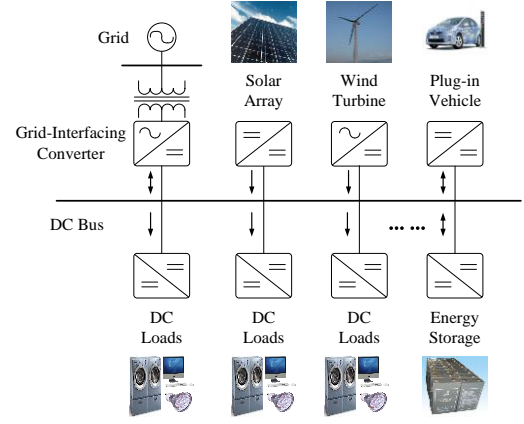 Grid
Solar
Array
Wind
Turbine
Plug-in
Vehicle
Grid-Interfacing
Converter
DC Bus
... ...
DC
Loads
DC
Loads
DC
Loads
Energy
Storage